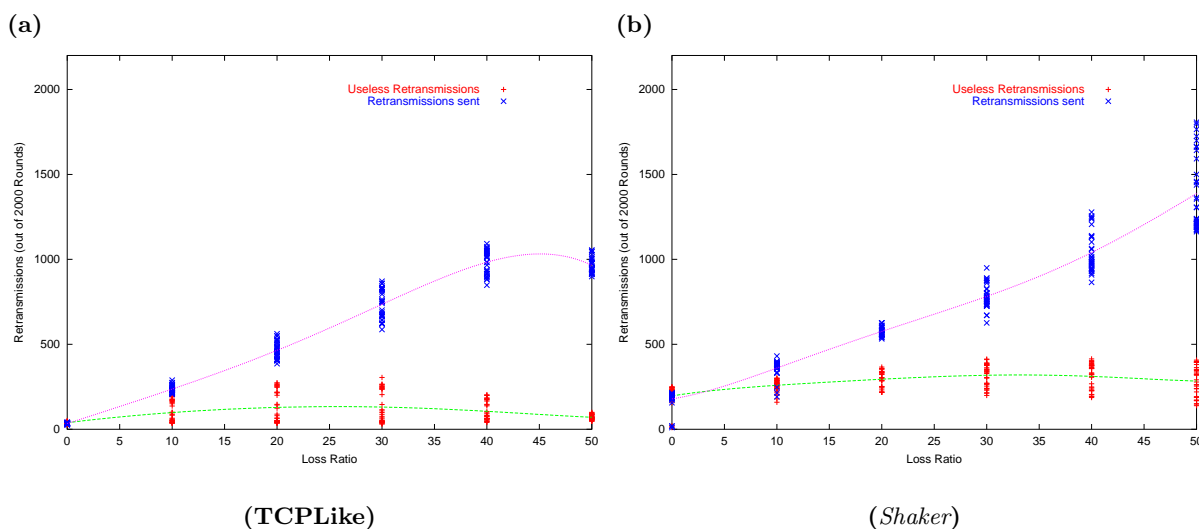 (a)
Retransmissions (out of 2000 Rounds)
2000
1500
1000
500
0
Useless Retransmissions
Retransmissions sent
0 5 10 15 20 25 30 35 40 45 50
Loss Ratio
(TCPLike)
(b)
Retransmissions (out of 2000 Rounds)
2000
1500
1000
500
0
Useless Retransmissions
Retransmissions sent
0 5 10 15 20 25 30 35 40 45 50
Loss Ratio
(Shaker)